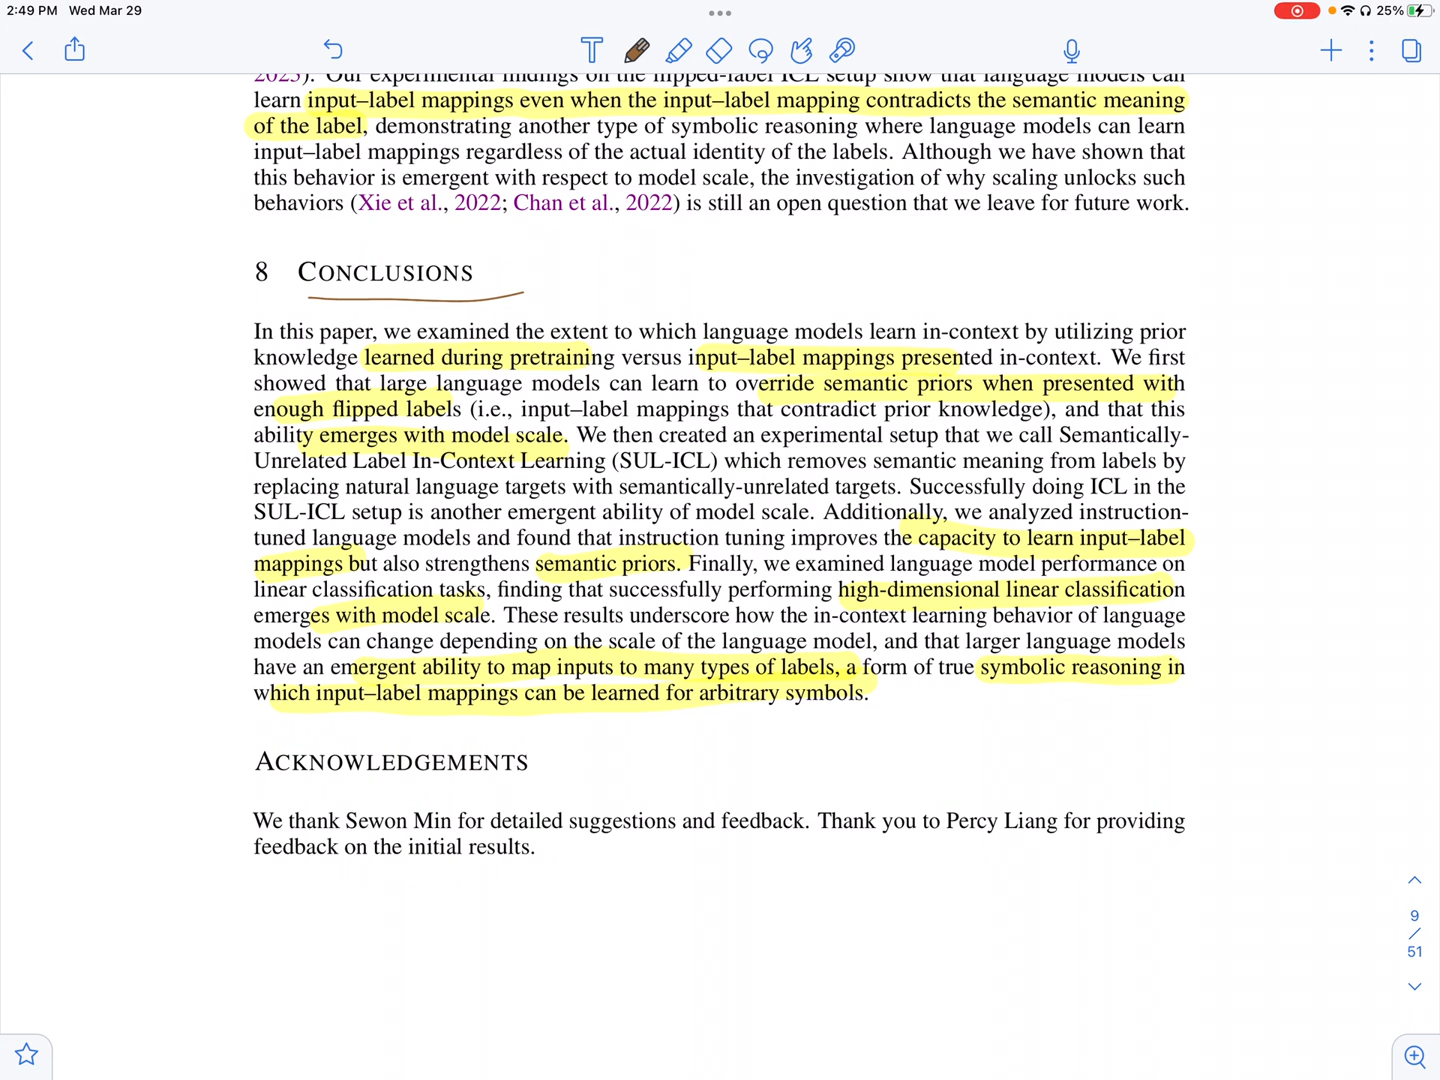 2:49 PM Wed Mar 29
25%
2023). Our experimental findings on the flipped-label ICL setup show that language models can
learn input–label mappings even when the input–label mapping contradicts the semantic meaning
of the label, demonstrating another type of symbolic reasoning where language models can learn
input–label mappings regardless of the actual identity of the labels. Although we have shown that
this behavior is emergent with respect to model scale, the investigation of why scaling unlocks such
behaviors (Xie et al., 2022; Chan et al., 2022) is still an open question that we leave for future work.
8 CONCLUSIONS
In this paper, we examined the extent to which language models learn in-context by utilizing prior
knowledge learned during pretraining versus input–label mappings presented in-context. We first
showed that large language models can learn to override semantic priors when presented with
enough flipped labels (i.e., input–label mappings that contradict prior knowledge), and that this
ability emerges with model scale. We then created an experimental setup that we call Semantically-
Unrelated Label In-Context Learning (SUL-ICL) which removes semantic meaning from labels by
replacing natural language targets with semantically-unrelated targets. Successfully doing ICL in the
SUL-ICL setup is another emergent ability of model scale. Additionally, we analyzed instruction-
tuned language models and found that instruction tuning improves the capacity to learn input–label
mappings but also strengthens semantic priors. Finally, we examined language model performance on
linear classification tasks, finding that successfully performing high-dimensional linear classification
emerges with model scale. These results underscore how the in-context learning behavior of language
models can change depending on the scale of the language model, and that larger language models
have an emergent ability to map inputs to many types of labels, a form of true symbolic reasoning in
which input–label mappings can be learned for arbitrary symbols.
ACKNOWLEDGEMENTS
We thank Sewon Min for detailed suggestions and feedback. Thank you to Percy Liang for providing
feedback on the initial results.
9
/
51